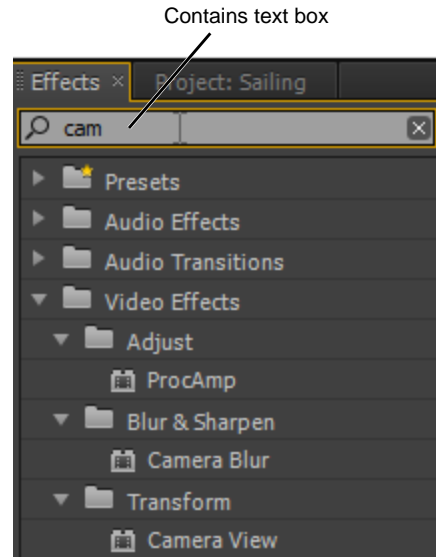 Contains text box
Effects × Project: Sailing
cam
Presets
Audio Effects
Audio Transitions
Video Effects
Adjust
ProcAmp
Blur & Sharpen
Camera Blur
Transform
Camera View